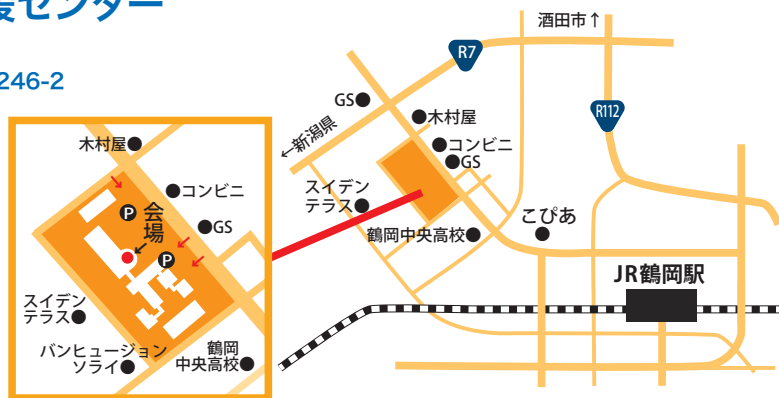 援センター
246-2
木村屋
コンビニ
GS
P
会場
P
スイデン
テラス
バンヒュージョン
ソライ
鶴岡
中央高校
酒田市↑
R7
GS
←新潟県
木村屋
コンビニ
GS
R112
スイデン
テラス
鶴岡中央高校
こぴあ
JR鶴岡駅